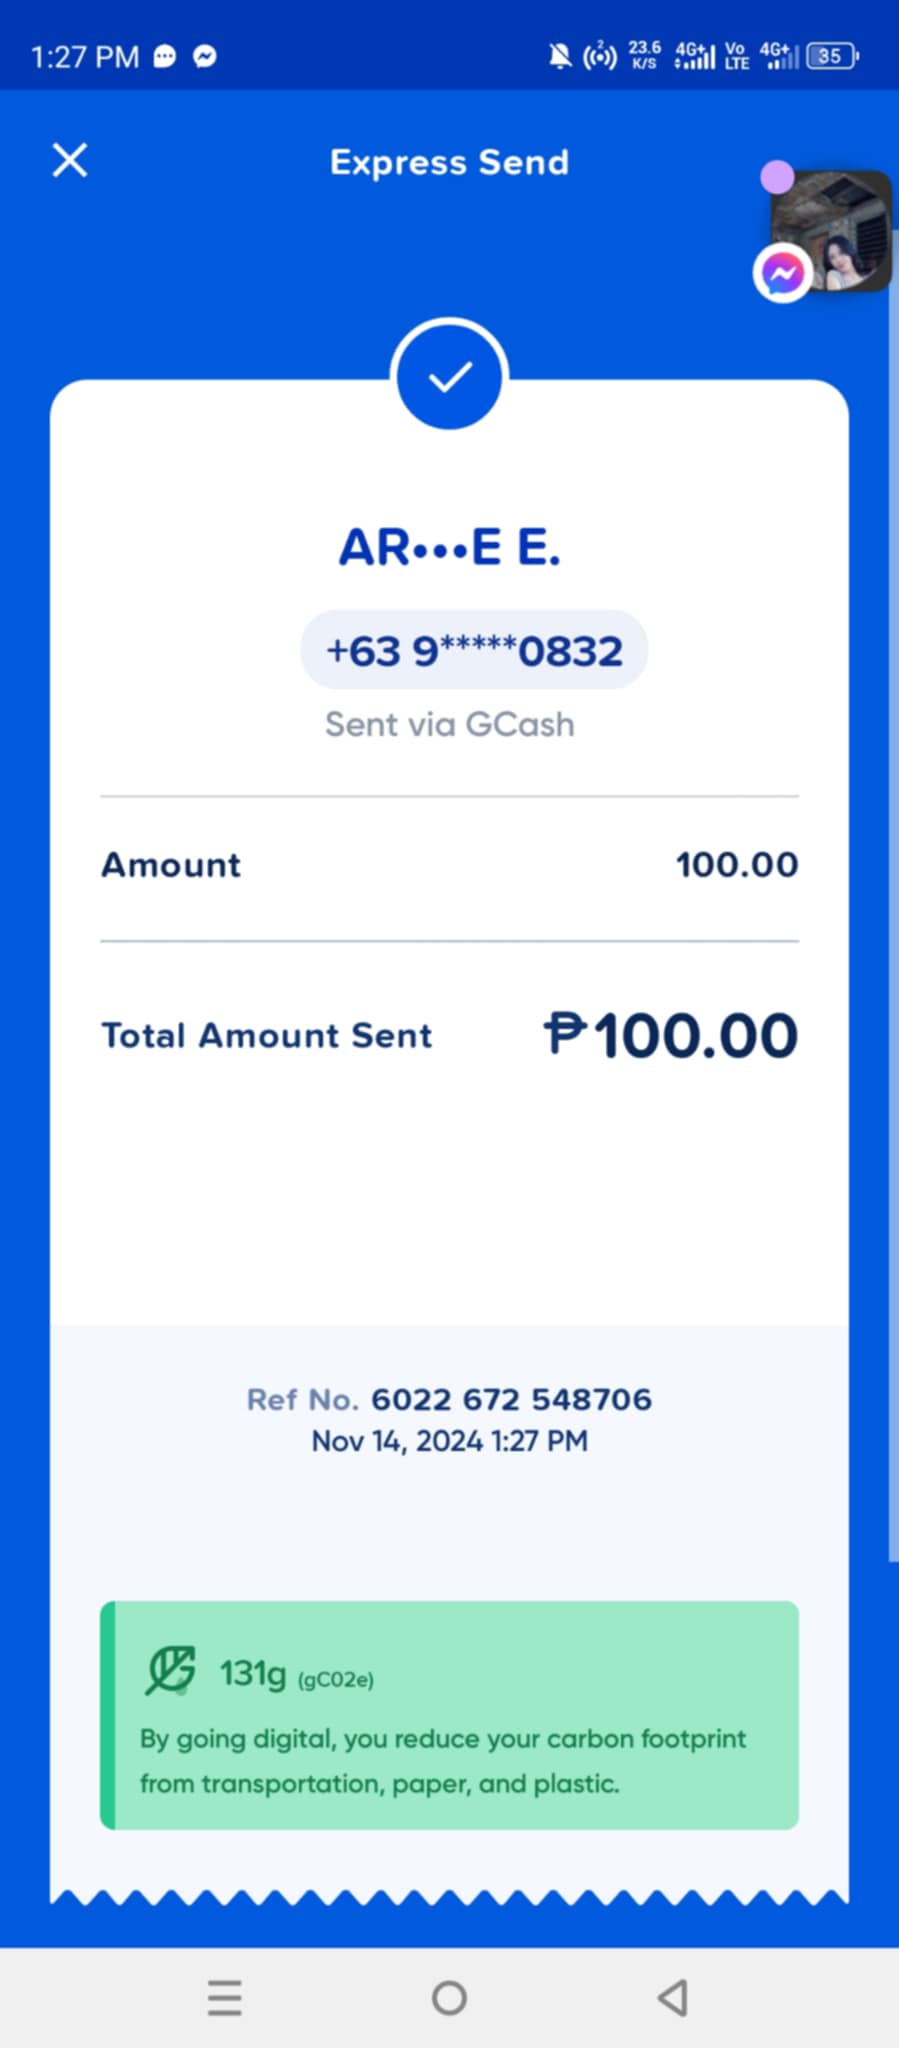 1:27 PM
2
23.6 K/S 4G+ Vo LTE 4G+ 35
Express Send
AR•••E E.
+63 9*****0832
Sent via GCash
Amount 100.00
Total Amount Sent ₱100.00
Ref No. 6022 672 548706
Nov 14, 2024 1:27 PM
131g (gC02e)
By going digital, you reduce your carbon footprint
from transportation, paper, and plastic.